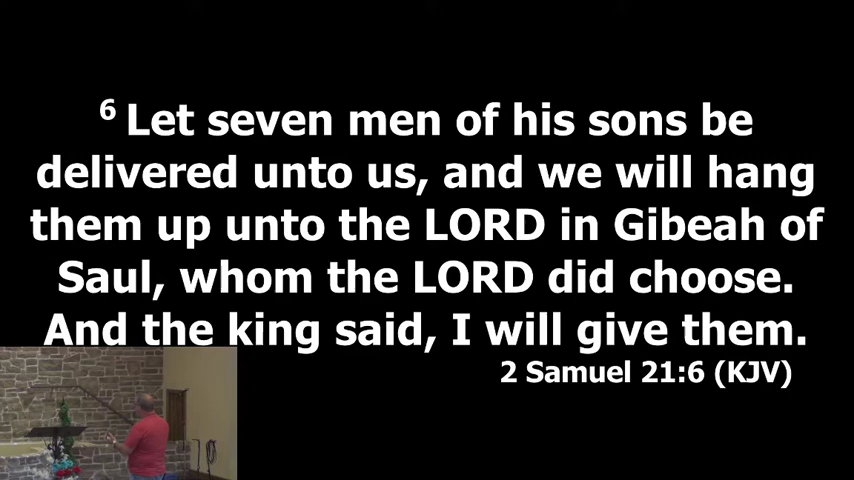 6 Let seven men of his sons be
delivered unto us, and we will hang
them up unto the LORD in Gibeah of
Saul, whom the LORD did choose.
And the king said, I will give them.
2 Samuel 21:6 (KJV)